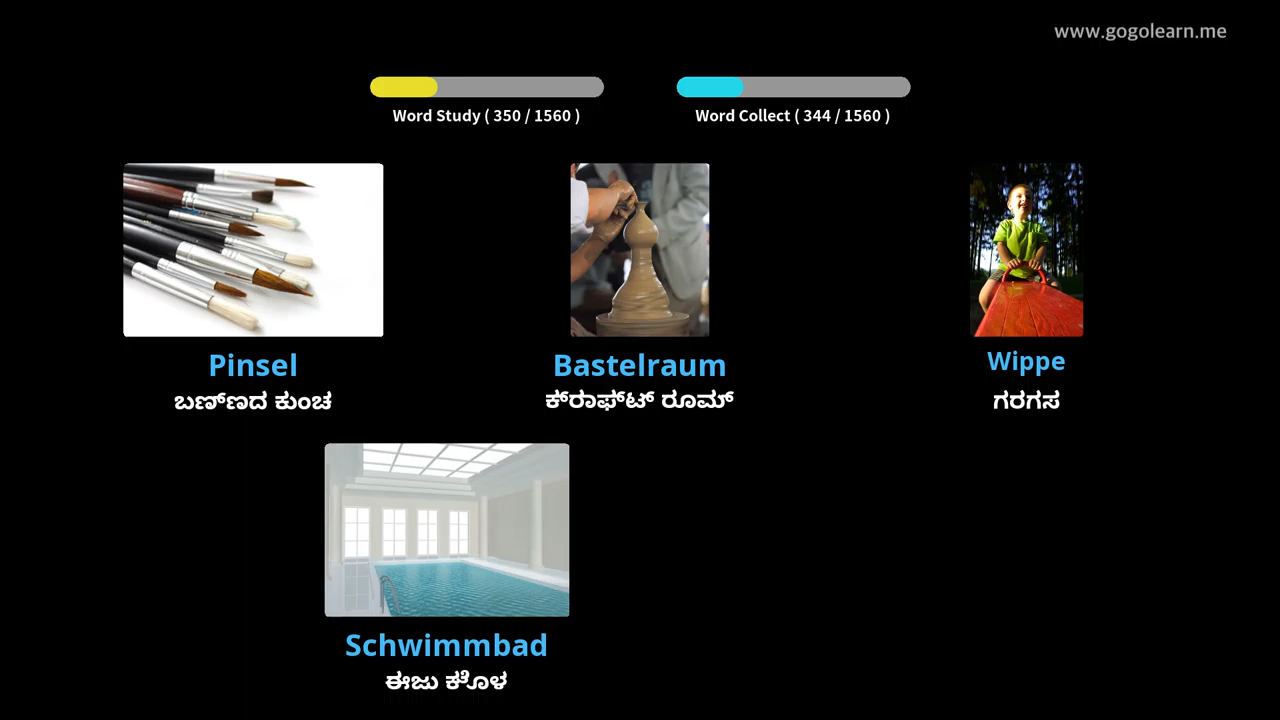 www.gogolearn.me
Word Study ( 350 / 1560 )
Word Collect ( 344 / 1560 )
Pinsel
Bastelraum
Wippe
ಬಣ್ಣದ ಕುಂಚ
ಕ್ರಾಫ್ಟ್ ರೂಮ್
ಗರಗಸ
Schwimmbad
ಈಜು ಕೊಳ